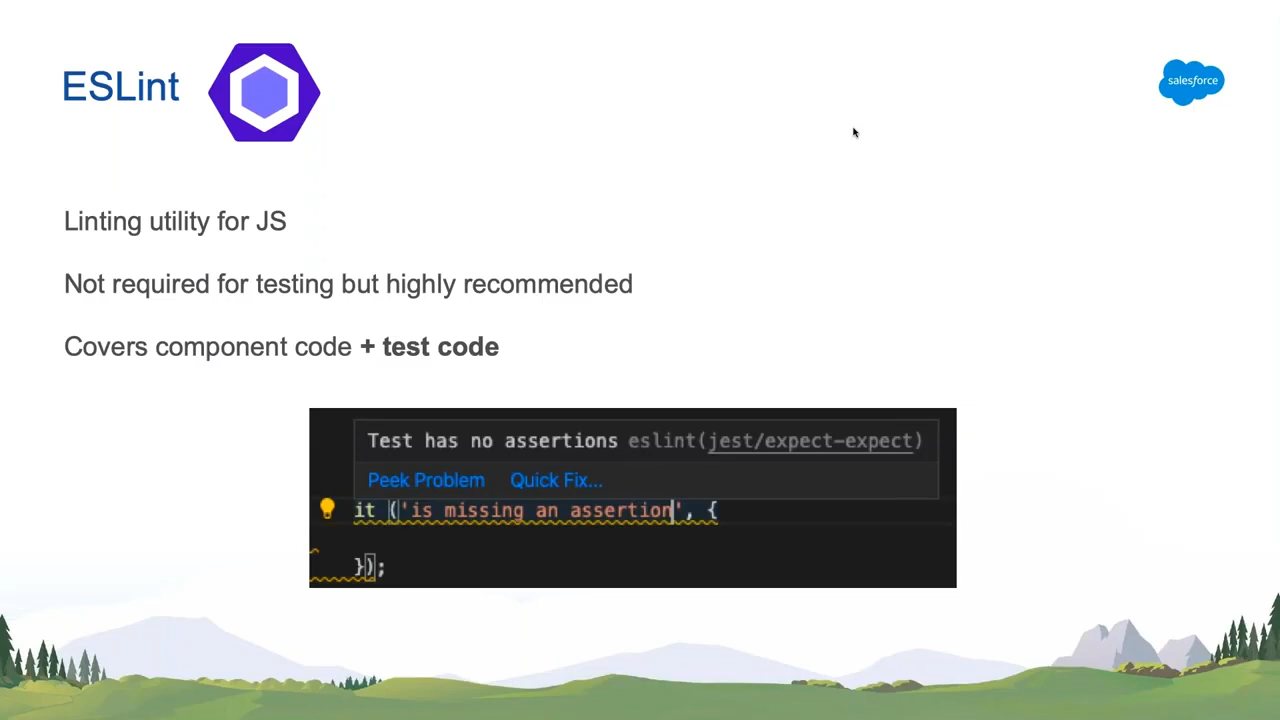 ESLint
salesforce
Linting utility for JS
Not required for testing but highly recommended
Covers component code + test code
Test has no assertions eslint(jest/expect-expect)
Peek Problem Quick Fix...
it ('is missing an assertion', {
});